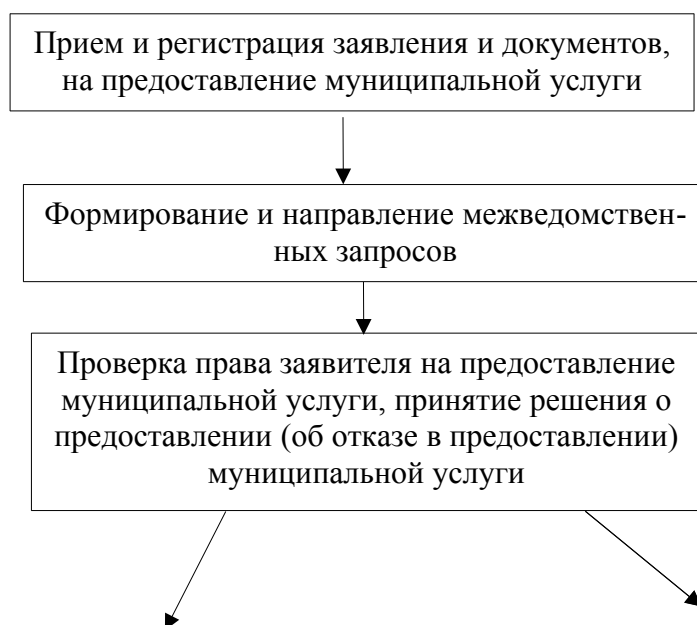 Прием и регистрация заявления и документов,
на предоставление муниципальной услуги
Формирование и направление межведомствен-
ных запросов
Проверка права заявителя на предоставление
муниципальной услуги, принятие решения о
предоставлении (об отказе в предоставлении)
муниципальной услуги